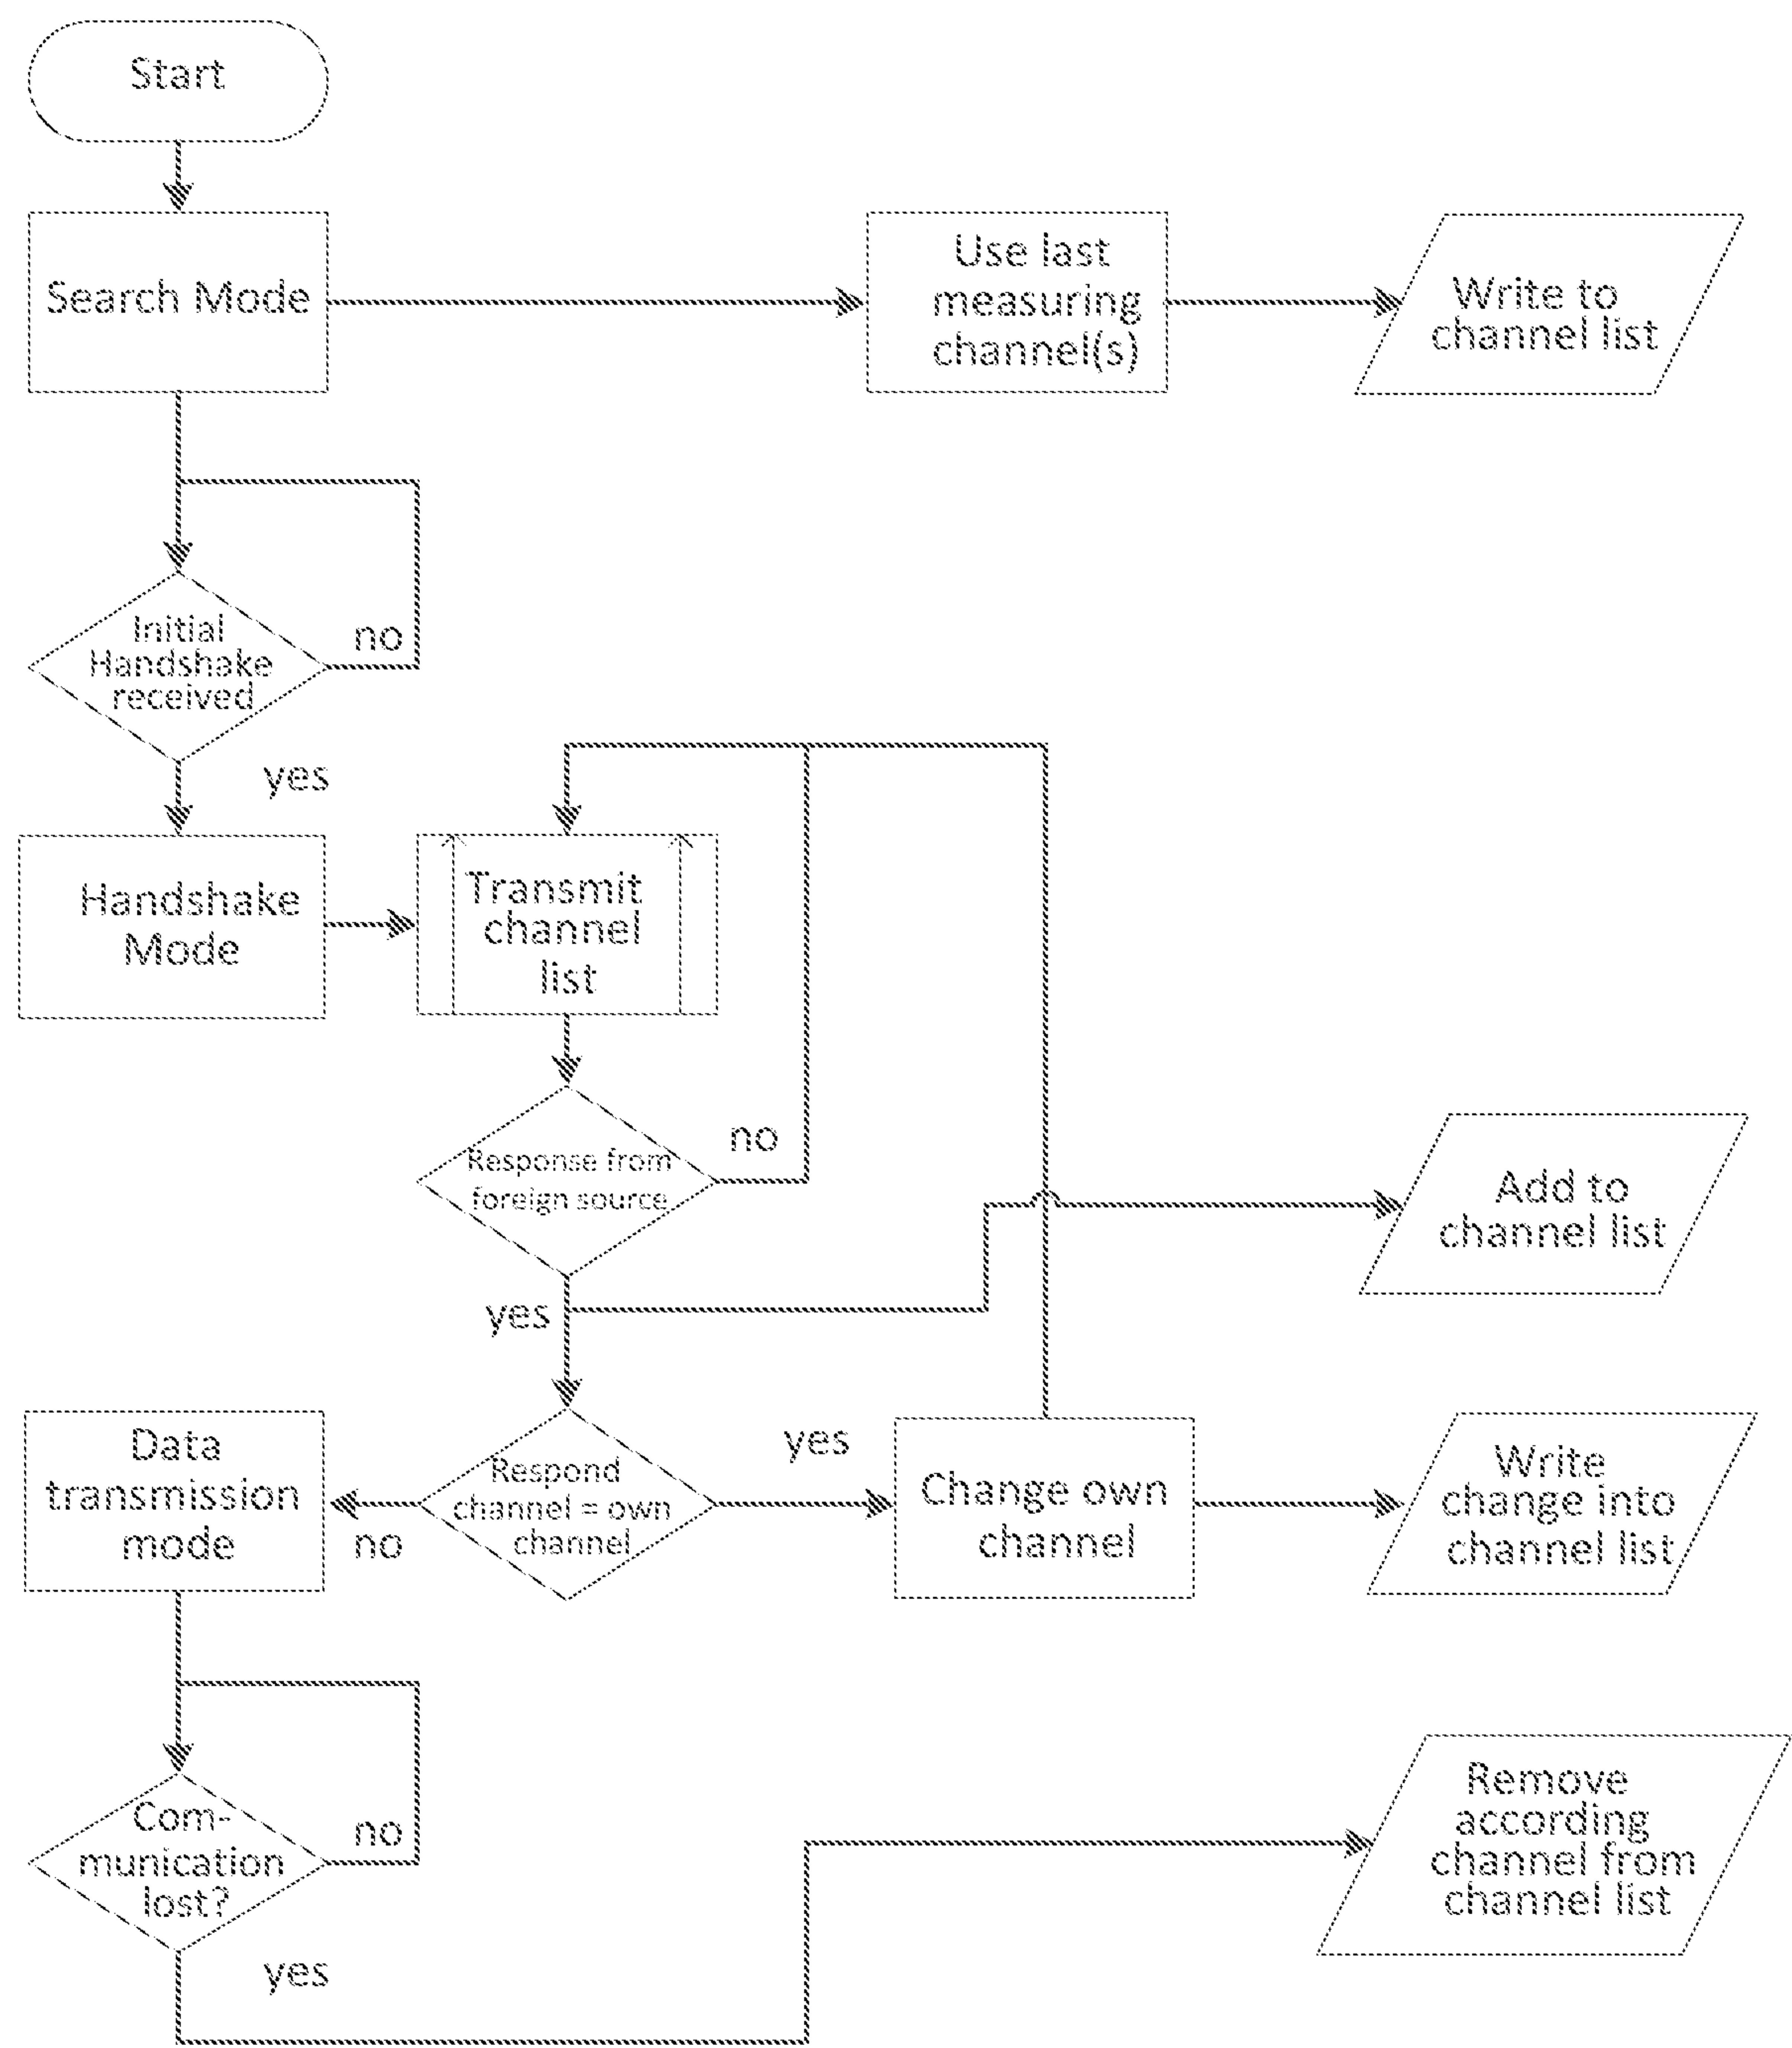 Start
Search Mode
Use last
measuring
channel(s)
Write to
channel list
Initial
Handshake
received
no
yes
Handshake
Mode
Transmit
channel
list
Response from
foreign source
no
yes
Add to
channel list
Data
transmission
mode
no
Respond
channel = own
channel
yes
Change own
channel
Write
change into
channel list
Com-
munication
lost?
no
yes
Remove
according
channel from
channel list